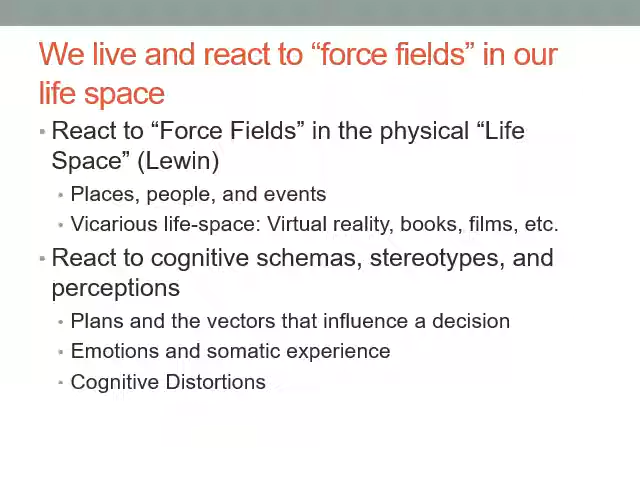 We live and react to “force fields” in our
life space
• React to “Force Fields” in the physical “Life
Space” (Lewin)
• Places, people, and events
• Vicarious life-space: Virtual reality, books, films, etc.
• React to cognitive schemas, stereotypes, and
perceptions
• Plans and the vectors that influence a decision
• Emotions and somatic experience
• Cognitive Distortions